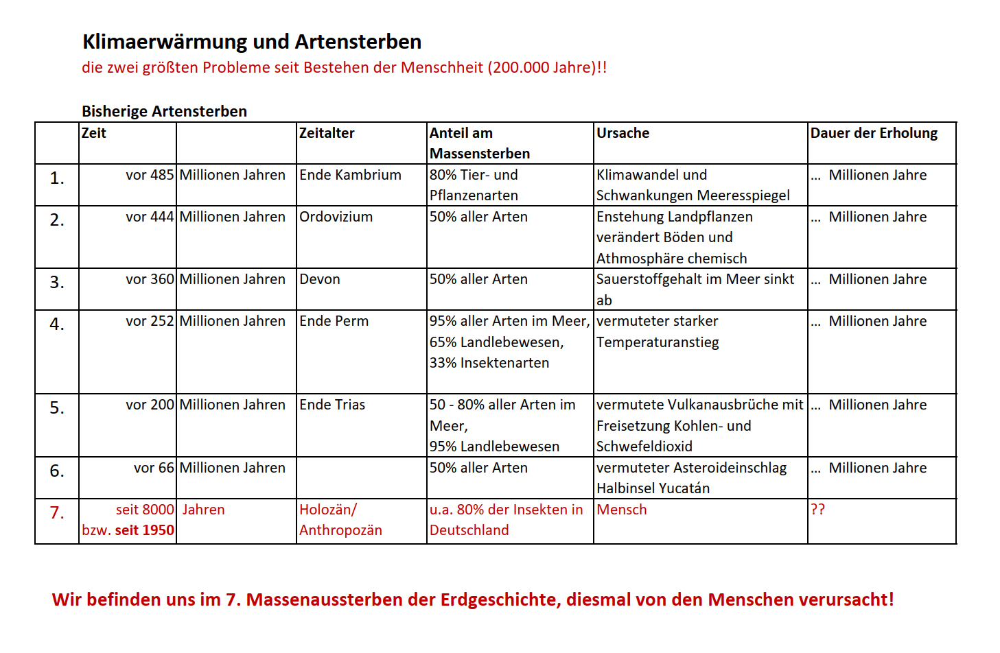 Klimaerwärmung und Artensterben
die zwei größten Probleme seit Bestehen der Menschheit (200.000 Jahre)!!
Bisherige Artensterben
Zeit Zeitalter Anteil am Massensterben Ursache Dauer der Erholung
1. vor 485 Millionen Jahren Ende Kambrium 80% Tier- und Pflanzenarten Klimawandel und Schwankungen Meeresspiegel ... Millionen Jahre
2. vor 444 Millionen Jahren Ordovizium 50% aller Arten Enstehung Landpflanzen verändert Böden und Athmosphäre chemisch ... Millionen Jahre
3. vor 360 Millionen Jahren Devon 50% aller Arten Sauerstoffgehalt im Meer sinkt ab ... Millionen Jahre
4. vor 252 Millionen Jahren Ende Perm 95% aller Arten im Meer, 65% Landlebewesen, 33% Insektenarten vermuteter starker Temperaturanstieg ... Millionen Jahre
5. vor 200 Millionen Jahren Ende Trias 50 - 80% aller Arten im Meer, 95% Landlebewesen vermutete Vulkanausbrüche mit Freisetzung Kohlen- und Schwefeldioxid ... Millionen Jahre
6. vor 66 Millionen Jahren 50% aller Arten vermuteter Asteroideinschlag Halbinsel Yucatán ... Millionen Jahre
7. seit 8000 bzw. seit 1950 Jahren Holozän/ Anthropozän u.a. 80% der Insekten in Deutschland Mensch ??
Wir befinden uns im 7. Massenaussterben der Erdgeschichte, diesmal von den Menschen verursacht!